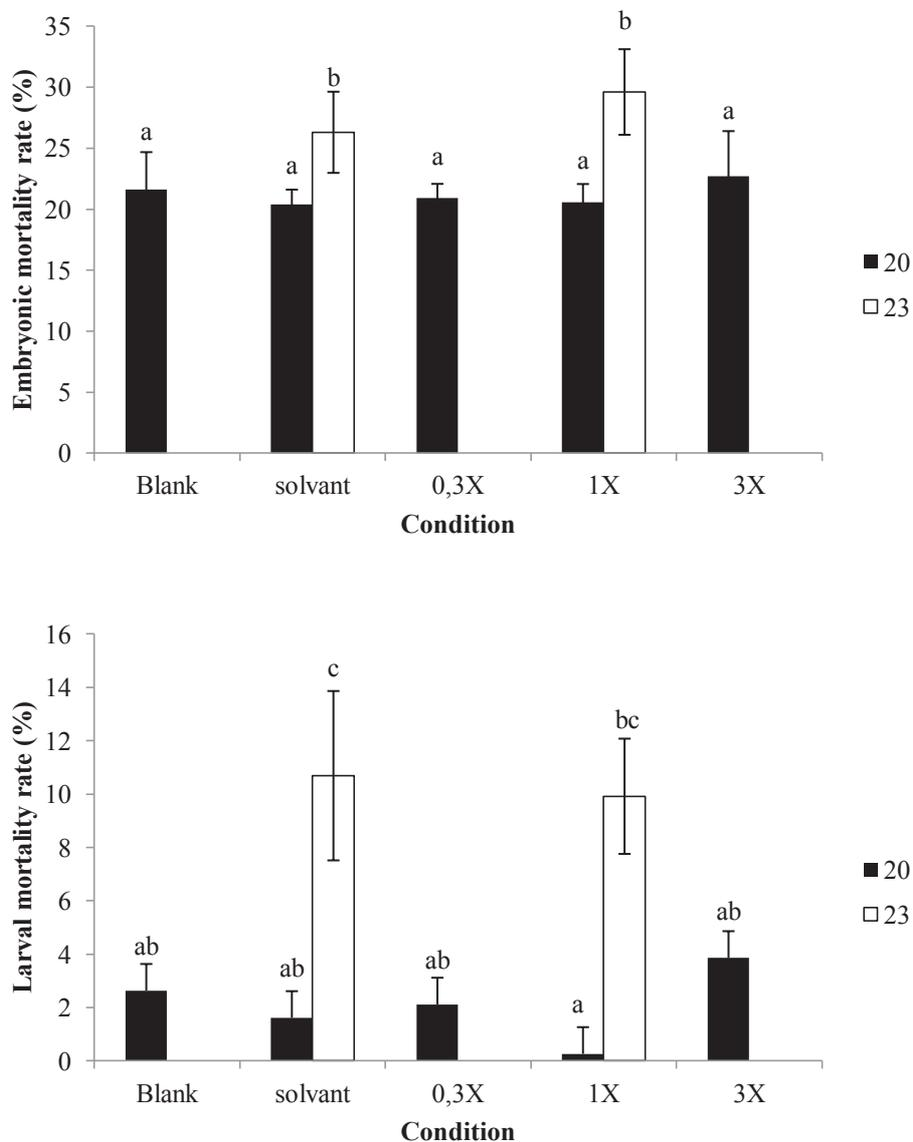 Embryonic mortality rate (%)
35
30
25
20
15
10
5
0
a
a
b
a
a
b
a
Blank
solvant
0,3X
1X
3X
Condition
20
23
Larval mortality rate (%)
16
14
12
10
8
6
4
2
0
ab
ab
c
ab
a
bc
ab
Blank
solvant
0,3X
1X
3X
Condition
20
23